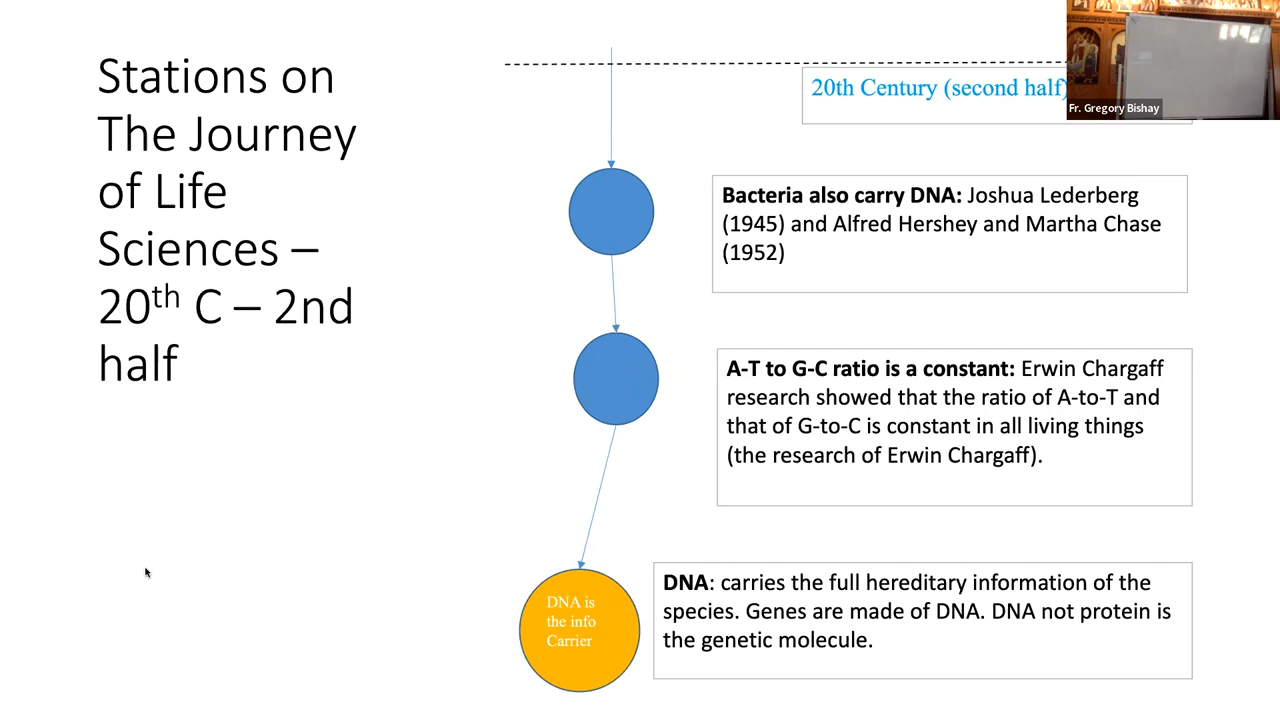 Stations on
The Journey
of Life
Sciences –
20th C – 2nd
half
20th Century (second half)
Fr. Gregory Bishay
Bacteria also carry DNA: Joshua Lederberg
(1945) and Alfred Hershey and Martha Chase
(1952)
A-T to G-C ratio is a constant: Erwin Chargaff
research showed that the ratio of A-to-T and
that of G-to-C is constant in all living things
(the research of Erwin Chargaff).
DNA is
the info
Carrier
DNA: carries the full hereditary information of the
species. Genes are made of DNA. DNA not protein is
the genetic molecule.